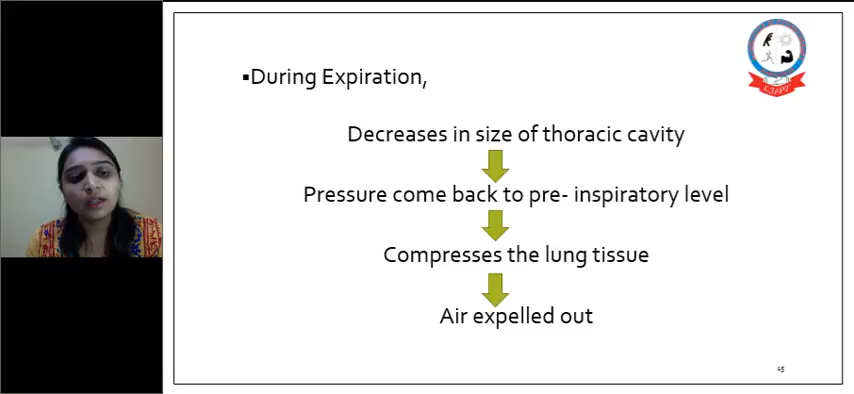 ▪During Expiration,
Decreases in size of thoracic cavity
Pressure come back to pre- inspiratory level
Compresses the lung tissue
Air expelled out
15